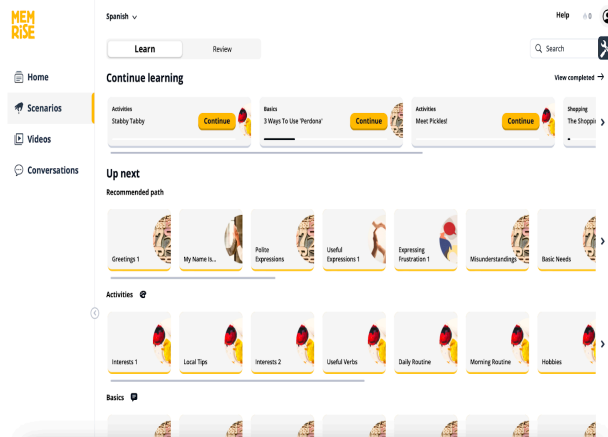 MEM
RiSE
Spanish
Help
0
Learn
Review
Search
Home
Scenarios
Videos
Conversations
Continue learning
View completed
Activities
Stabby Tabby
Continue
Basics
3 Ways To Use 'Perdona'
Continue
Activities
Meet Pickles!
Continue
Shopping
The Shoppi
Up next
Recommended path
Greetings 1
My Name Is...
Polite
Expressions
Useful
Expressions 1
Expressing
Frustration 1
Misunderstandings
Basic Needs
Activities
Interests 1
Local Tips
Interests 2
Useful Verbs
Daily Routine
Morning Routine
Hobbies
Basics